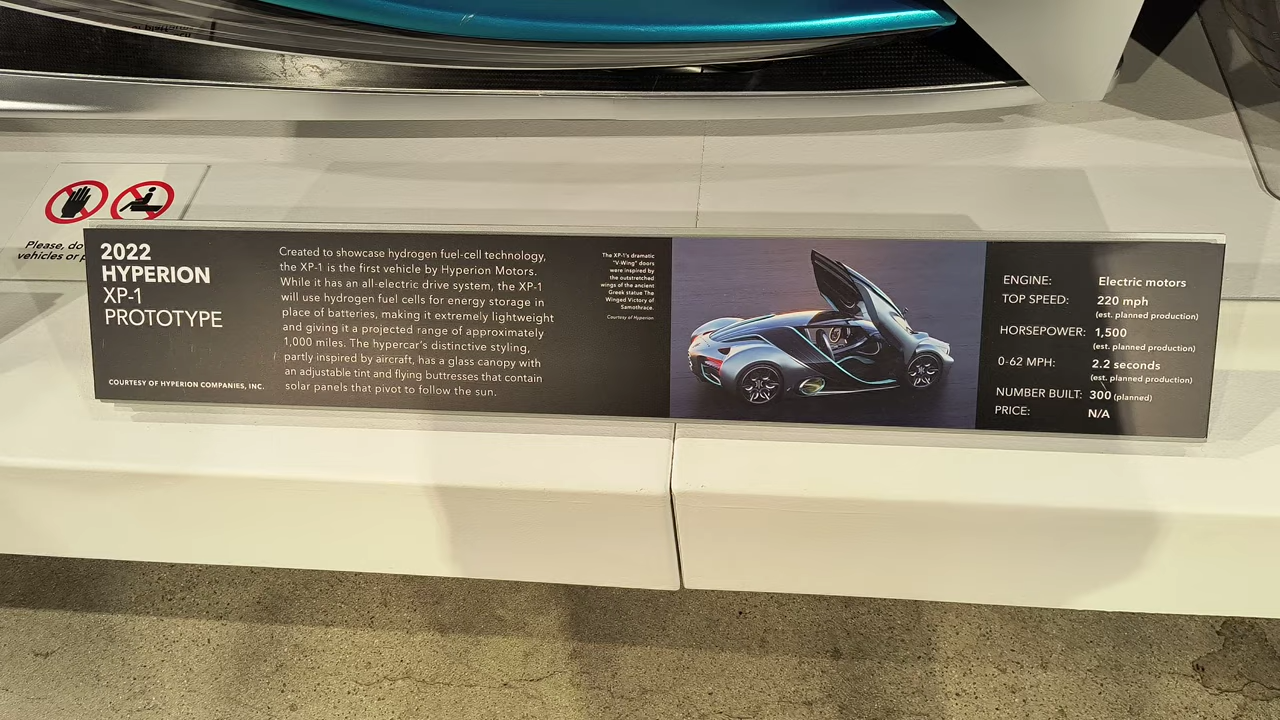 Please, do
vehicles or p
2022
HYPERION
XP-1
PROTOTYPE
COURTESY OF HYPERION COMPANIES, INC.
Created to showcase hydrogen fuel-cell technology,
the XP-1 is the first vehicle by Hyperion Motors.
While it has an all-electric drive system, the XP-1
will use hydrogen fuel cells for energy storage in
place of batteries, making it extremely lightweight
and giving it a projected range of approximately
1,000 miles. The hypercar's distinctive styling,
partly inspired by aircraft, has a glass canopy with
an adjustable tint and flying buttresses that contain
solar panels that pivot to follow the sun.
The XP-1's dramatic
"V-Wing" doors
were inspired by
the outstretched
wings of the ancient
Greek statue The
Winged Victory of
Samothrace.
Courtesy of Hyperion
ENGINE: Electric motors
TOP SPEED: 220 mph
(est. planned production)
HORSEPOWER: 1,500
(est. planned production)
0-62 MPH: 2.2 seconds
(est. planned production)
NUMBER BUILT: 300 (planned)
PRICE: N/A